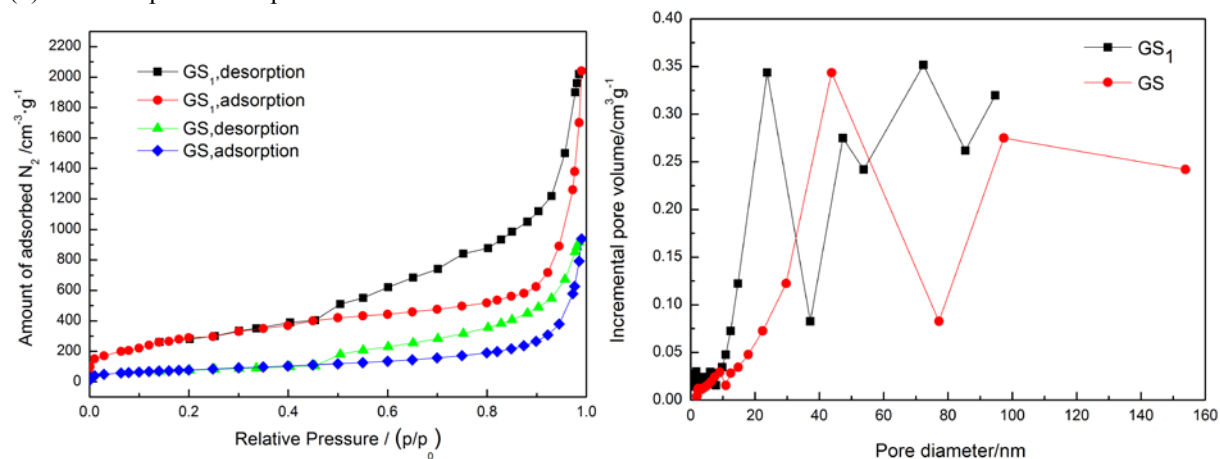 2200
2000
1800
1600
1400
1200
1000
800
600
400
200
0
Amount of adsorbed N2 /cm-3·g-1
GS1,desorption
GS1,adsorption
GS,desorption
GS,adsorption
0.0 0.2 0.4 0.6 0.8 1.0
Relative Pressure / (p/p0)
0.40
0.35
0.30
0.25
0.20
0.15
0.10
0.05
0.00
Incremental pore volume/cm3g-1
GS1
GS
0 20 40 60 80 100 120 140 160
Pore diameter/nm